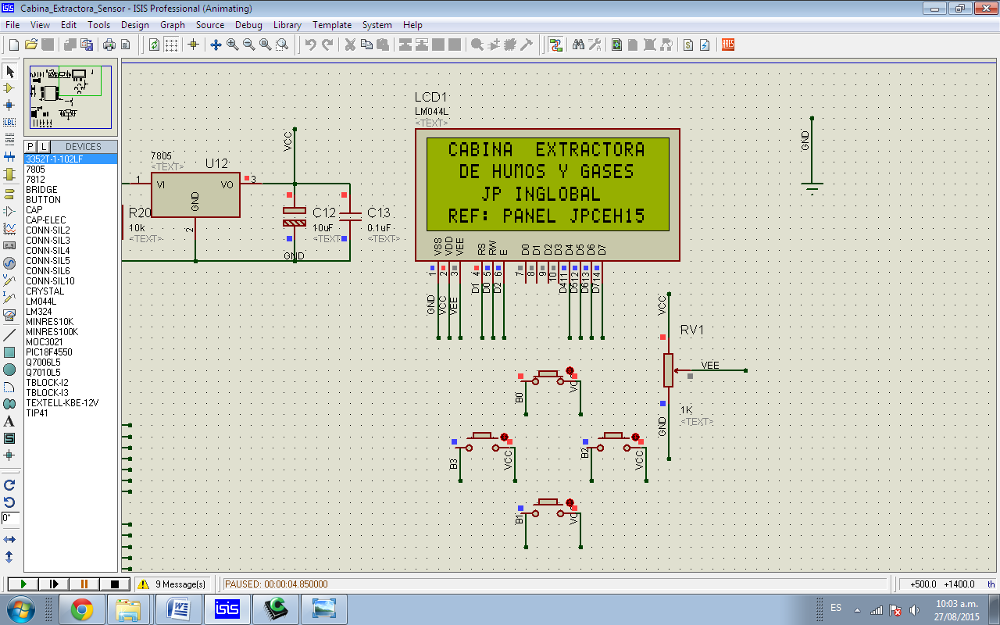 Cabina_Extractora_Sensor - ISIS Professional (Animating)
File View Edit Tools Design Graph Source Debug Library Template System Help
LBL
P L DEVICES
3352T-1-102LF
7805
7812
BRIDGE
BUTTON
CAP
CAP-ELEC
CONN-SIL2
CONN-SIL3
CONN-SIL4
CONN-SIL5
CONN-SIL6
CONN-SIL10
CRYSTAL
LM044L
LM324
MINRES10K
MINRES100K
MOC3021
PIC18F4550
Q7006L5
Q7010L5
TBLOCK-I2
TBLOCK-I3
TEXTELL-KBE-12V
TIP41
A
S
0°
7805
<TEXT>
U12
1
VI
VO
3
GND
2
R20
10k
<TEXT>
VCC
C12
10uF
<TEXT>
C13
0.1uF
<TEXT>
GND
LCD1
LM044L
<TEXT>
CABINA EXTRACTORA
DE HUMOS Y GASES
JP INGLOBAL
REF: PANEL JPCEH15
VSS VDD VEE RS RW E D0 D1 D2 D3 D4 D5 D6 D7
1 2 3 4 5 6 7 8 9 10 11 12 13 14
D1 D0 D2 D4 D5 D6 D7
GND VCC VEE
GND
VCC
RV1
VEE
1K
<TEXT>
GND
B0
VC
B3
VCC
B2
VCC
B1
VC
9 Message(s)
PAUSED: 00:00:04.850000
+500.0 +1400.0 th
isis
ES
10:03 a.m.
27/08/2015